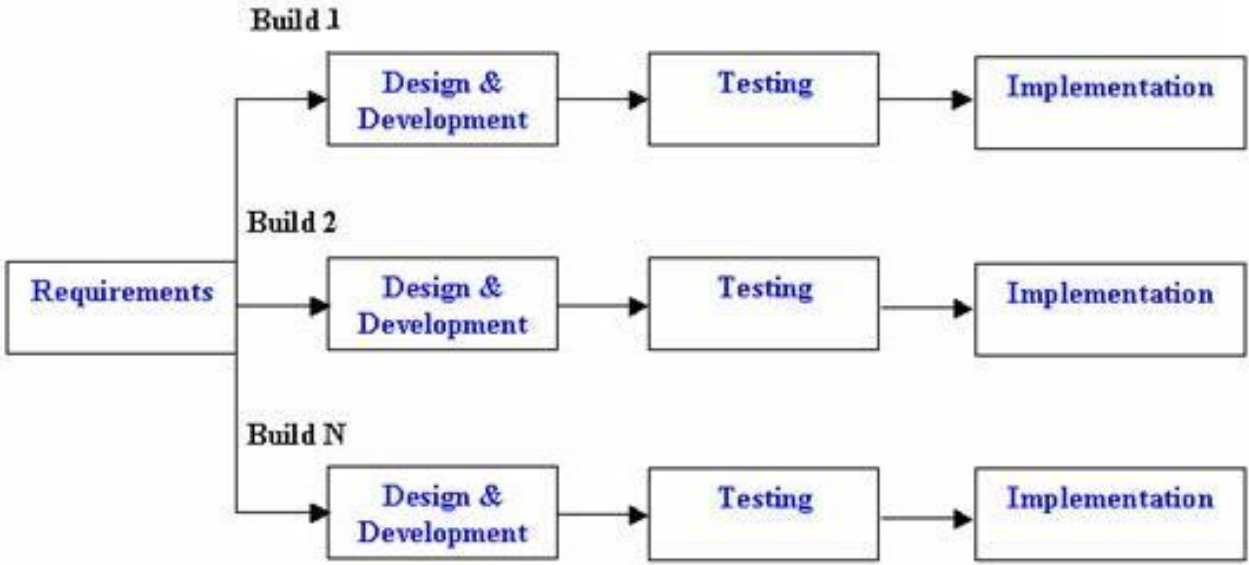 Build 1
Design &
Development
Testing
Implementation
Build 2
Requirements
Design &
Development
Testing
Implementation
Build N
Design &
Development
Testing
Implementation